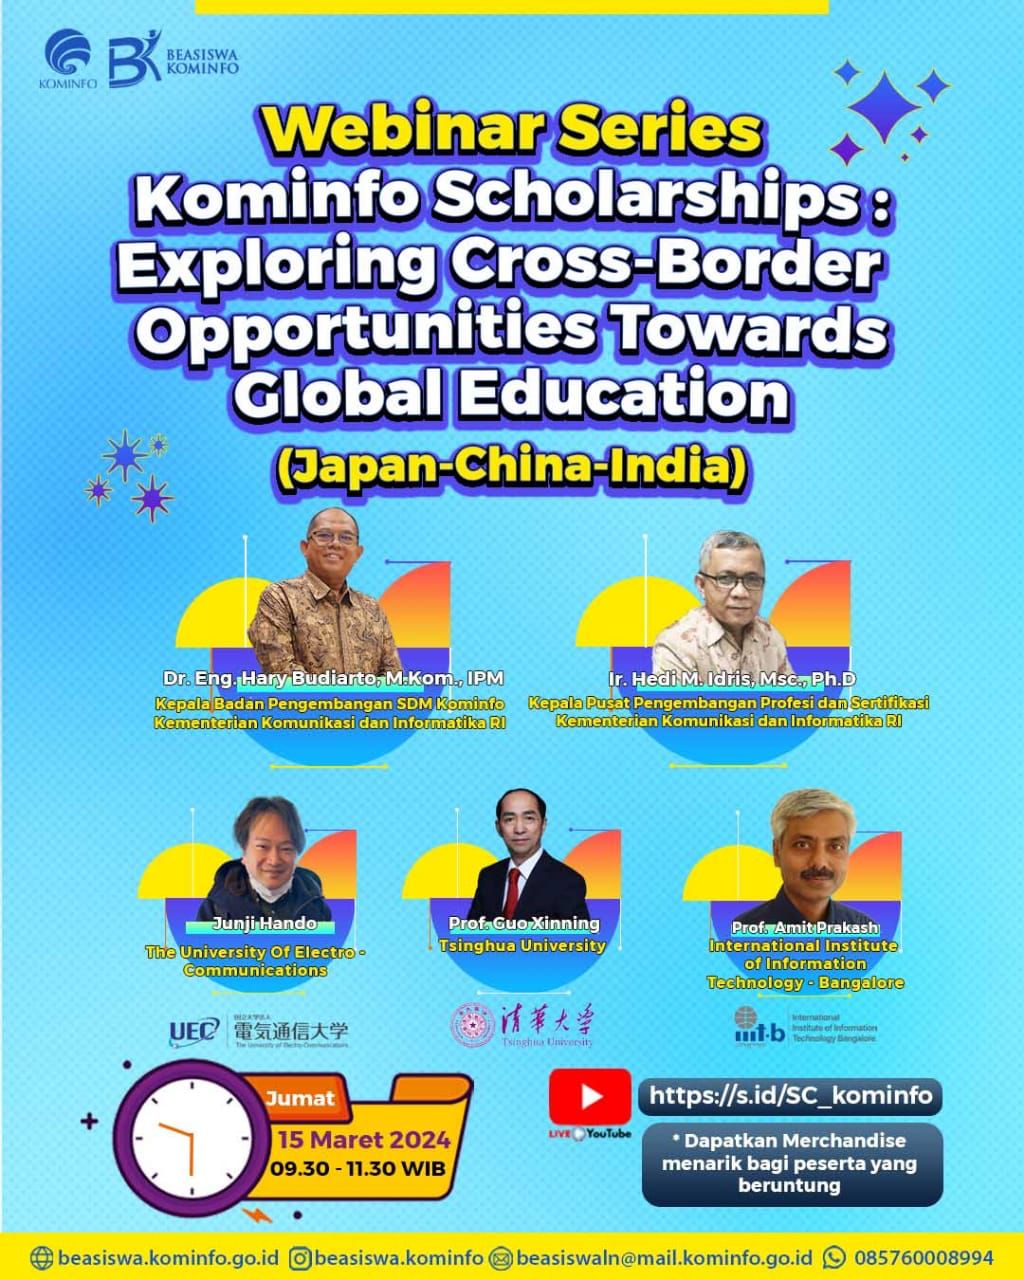 KOMINFO
BEASISWA
KOMINFO
Webinar Series
Kominfo Scholarships :
Exploring Cross-Border
Opportunities Towards
Global Education
(Japan-China-India)
Dr. Eng. Hary Budiarto, M.Kom., IPM
Kepala Badan Pengembangan SDM Kominfo
Kementerian Komunikasi dan Informatika RI
Ir. Hedi M. Idris, Msc., Ph.D
Kepala Pusat Pengembangan Profesi dan Sertifikasi
Kementerian Komunikasi dan Informatika RI
Junji Hando
The University Of Electro -
Communications
Prof. Guo Xinning
Tsinghua University
Prof. Amit Prakash
International Institute
of Information
Technology - Bangalore
UEC
国立大学法人
電気通信大学
The University of Electro-Communications
清華大学
Tsinghua University
iiit-b
International
Institute of Information
Technology Bangalore
Jumat
15 Maret 2024
09.30 - 11.30 WIB
LIVE YouTube
https://s.id/SC_kominfo
* Dapatkan Merchandise
menarik bagi peserta yang
beruntung
beasiswa.kominfo.go.id beasiswa.kominfo beasiswaln@mail.kominfo.go.id 085760008994